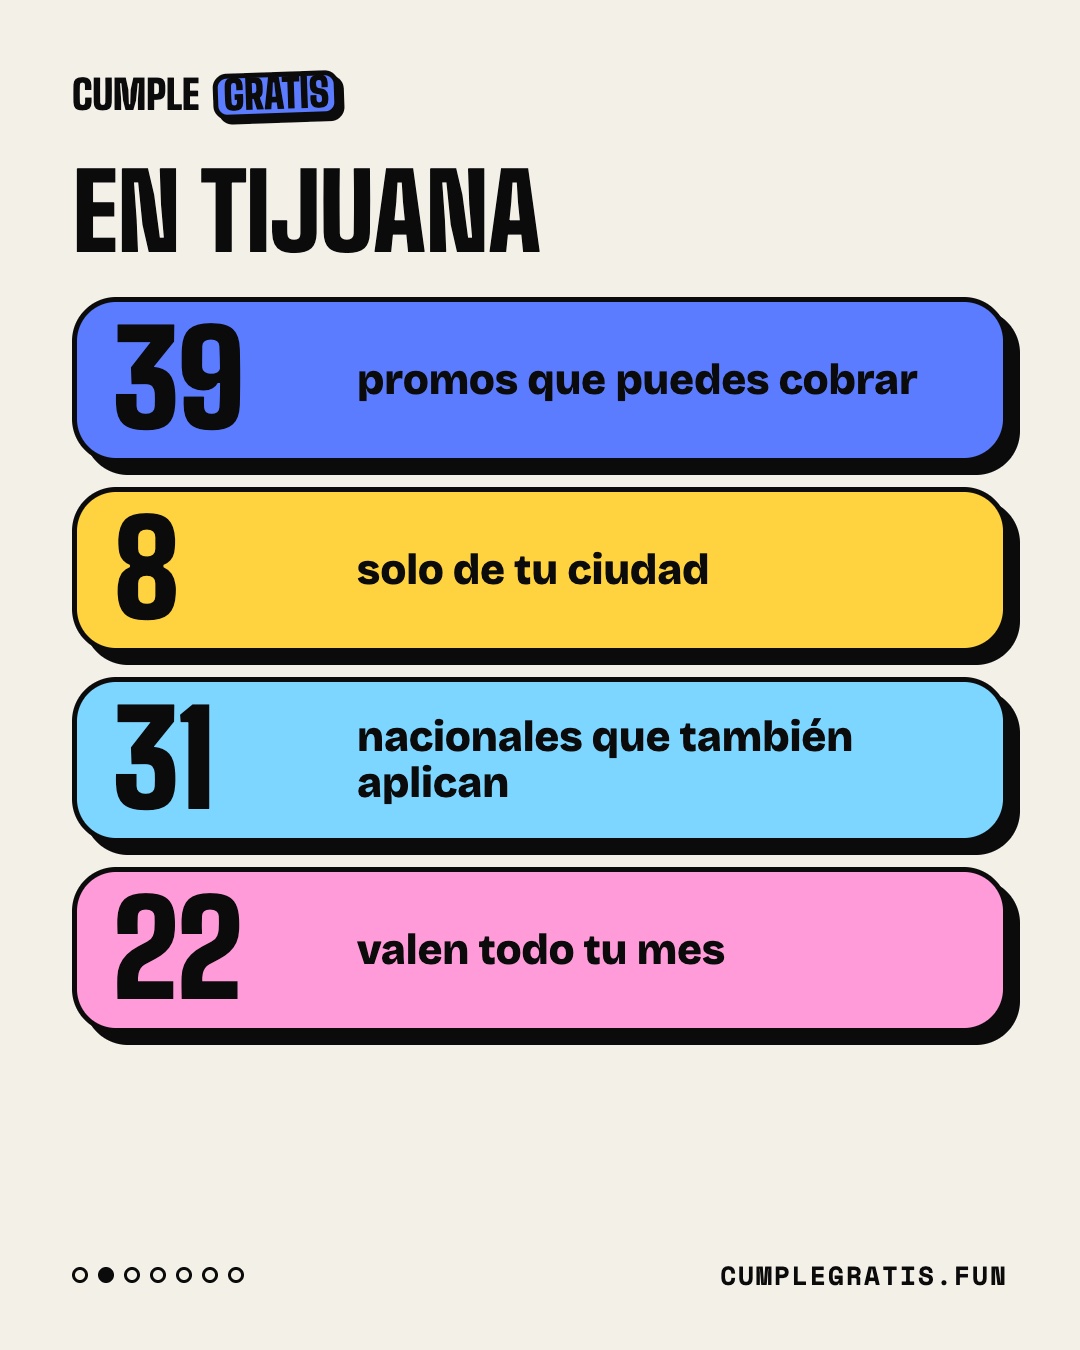 CUMPLE GRATIS
EN TIJUANA
39 promos que puedes cobrar
8 solo de tu ciudad
31 nacionales que también
aplican
22 valen todo tu mes
CUMPLEGRATIS.FUN